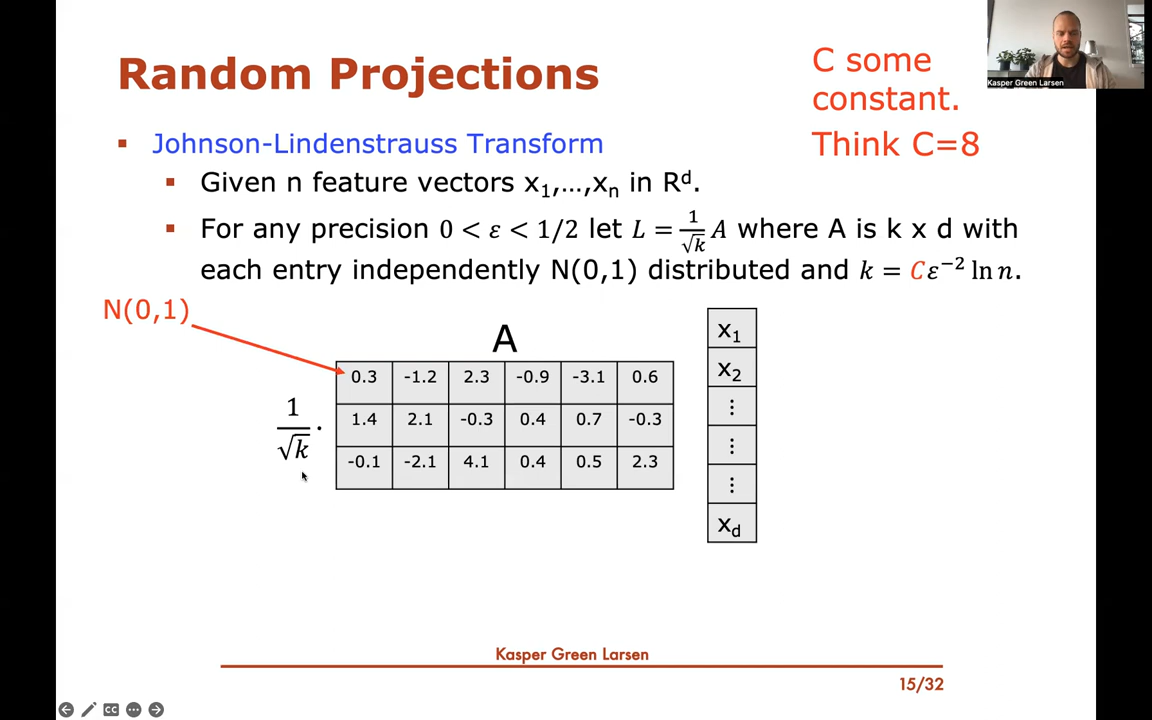 Random Projections
C some
constant.
Think C=8
Kasper Green Larsen
▪ Johnson-Lindenstrauss Transform
▪ Given n feature vectors x₁,…,xₙ in Rᵈ.
▪ For any precision 0 < ε < 1/2 let L = 1/√k A where A is k x d with
each entry independently N(0,1) distributed and k = Cε⁻² ln n.
N(0,1)
A
1/√k ·
0.3 -1.2 2.3 -0.9 -3.1 0.6
1.4 2.1 -0.3 0.4 0.7 -0.3
-0.1 -2.1 4.1 0.4 0.5 2.3
x₁
x₂
⋮
⋮
⋮
x_d
Kasper Green Larsen
15/32
CC